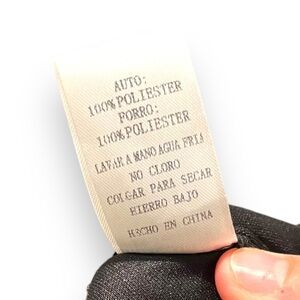 AUTO:
100%POLIESTER
FORRO:
100%POLIESTER
LAVAR A MANO AGUA FRIA
NO CLORO
COLGAR PARA SECAR
HIERRO BAJO
HECHO EN CHINA